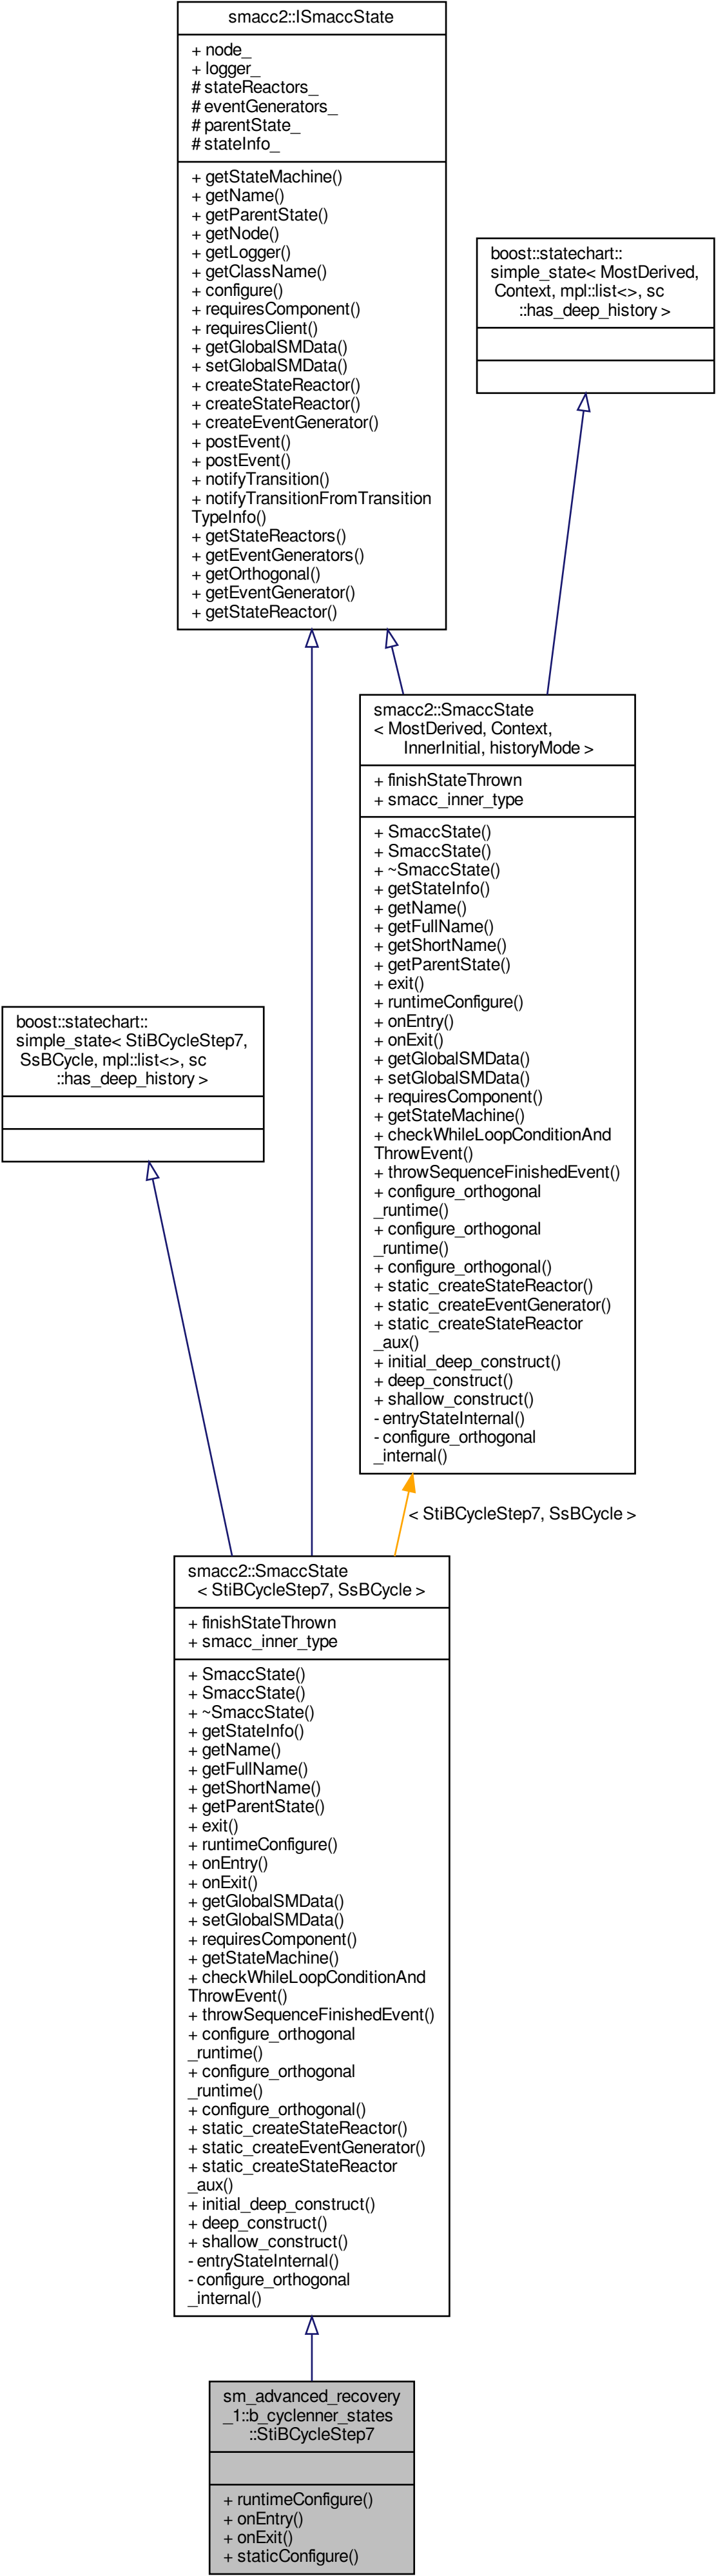 smacc2::ISmaccState
+ node_
+ logger_
# stateReactors_
# eventGenerators_
# parentState_
# stateInfo_
+ getStateMachine()
+ getName()
+ getParentState()
+ getNode()
+ getLogger()
+ getClassName()
+ configure()
+ requiresComponent()
+ requiresClient()
+ getGlobalSMData()
+ setGlobalSMData()
+ createStateReactor()
+ createStateReactor()
+ createEventGenerator()
+ postEvent()
+ postEvent()
+ notifyTransition()
+ notifyTransitionFromTransition
TypeInfo()
+ getStateReactors()
+ getEventGenerators()
+ getOrthogonal()
+ getEventGenerator()
+ getStateReactor()
boost::statechart::
simple_state< MostDerived,
Context, mpl::list<>, sc
::has_deep_history >
smacc2::SmaccState
< MostDerived, Context,
InnerInitial, historyMode >
+ finishStateThrown
+ smacc_inner_type
+ SmaccState()
+ SmaccState()
+ ~SmaccState()
+ getStateInfo()
+ getName()
+ getFullName()
+ getShortName()
+ getParentState()
+ exit()
+ runtimeConfigure()
+ onEntry()
+ onExit()
+ getGlobalSMData()
+ setGlobalSMData()
+ requiresComponent()
+ getStateMachine()
+ checkWhileLoopConditionAnd
ThrowEvent()
+ throwSequenceFinishedEvent()
+ configure_orthogonal
_runtime()
+ configure_orthogonal
_runtime()
+ configure_orthogonal()
+ static_createStateReactor()
+ static_createEventGenerator()
+ static_createStateReactor
_aux()
+ initial_deep_construct()
+ deep_construct()
+ shallow_construct()
- entryStateInternal()
- configure_orthogonal
_internal()
boost::statechart::
simple_state< StiBCycleStep7,
SsBCycle, mpl::list<>, sc
::has_deep_history >
< StiBCycleStep7, SsBCycle >
smacc2::SmaccState
< StiBCycleStep7, SsBCycle >
+ finishStateThrown
+ smacc_inner_type
+ SmaccState()
+ SmaccState()
+ ~SmaccState()
+ getStateInfo()
+ getName()
+ getFullName()
+ getShortName()
+ getParentState()
+ exit()
+ runtimeConfigure()
+ onEntry()
+ onExit()
+ getGlobalSMData()
+ setGlobalSMData()
+ requiresComponent()
+ getStateMachine()
+ checkWhileLoopConditionAnd
ThrowEvent()
+ throwSequenceFinishedEvent()
+ configure_orthogonal
_runtime()
+ configure_orthogonal
_runtime()
+ configure_orthogonal()
+ static_createStateReactor()
+ static_createEventGenerator()
+ static_createStateReactor
_aux()
+ initial_deep_construct()
+ deep_construct()
+ shallow_construct()
- entryStateInternal()
- configure_orthogonal
_internal()
sm_advanced_recovery
_1::b_cyclenner_states
::StiBCycleStep7
+ runtimeConfigure()
+ onEntry()
+ onExit()
+ staticConfigure()